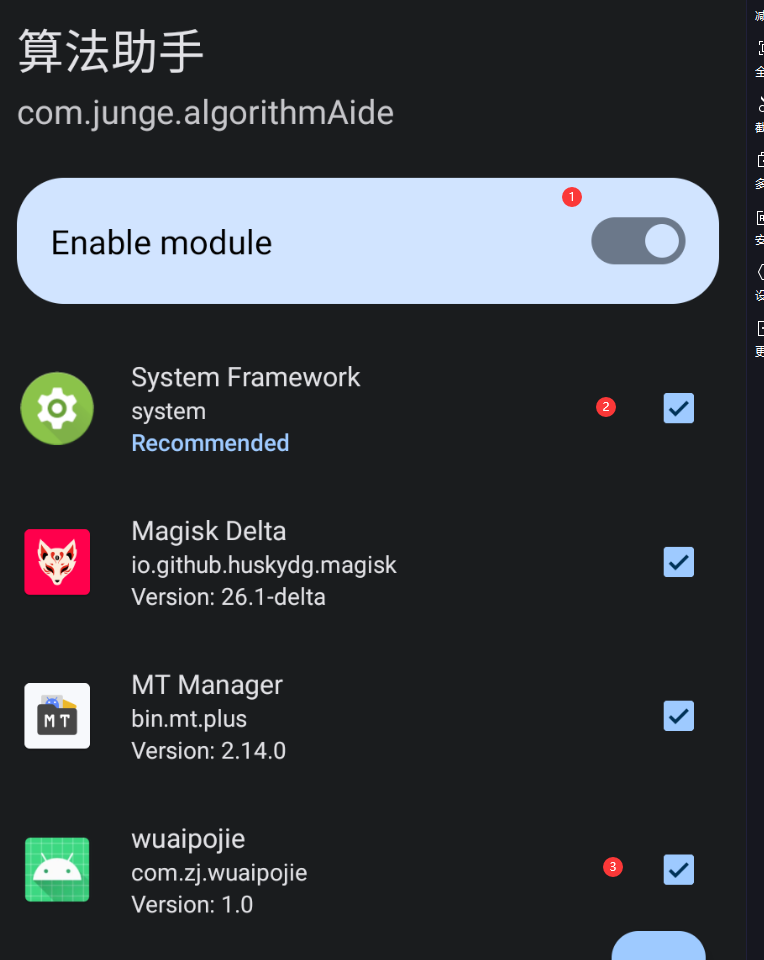 算法助手
com.junge.algorithmAide
Enable module
1
System Framework
system
Recommended
2
Magisk Delta
io.github.huskydg.magisk
Version: 26.1-delta
MT Manager
bin.mt.plus
Version: 2.14.0
MT
wuaipojie
com.zj.wuaipojie
Version: 1.0
3